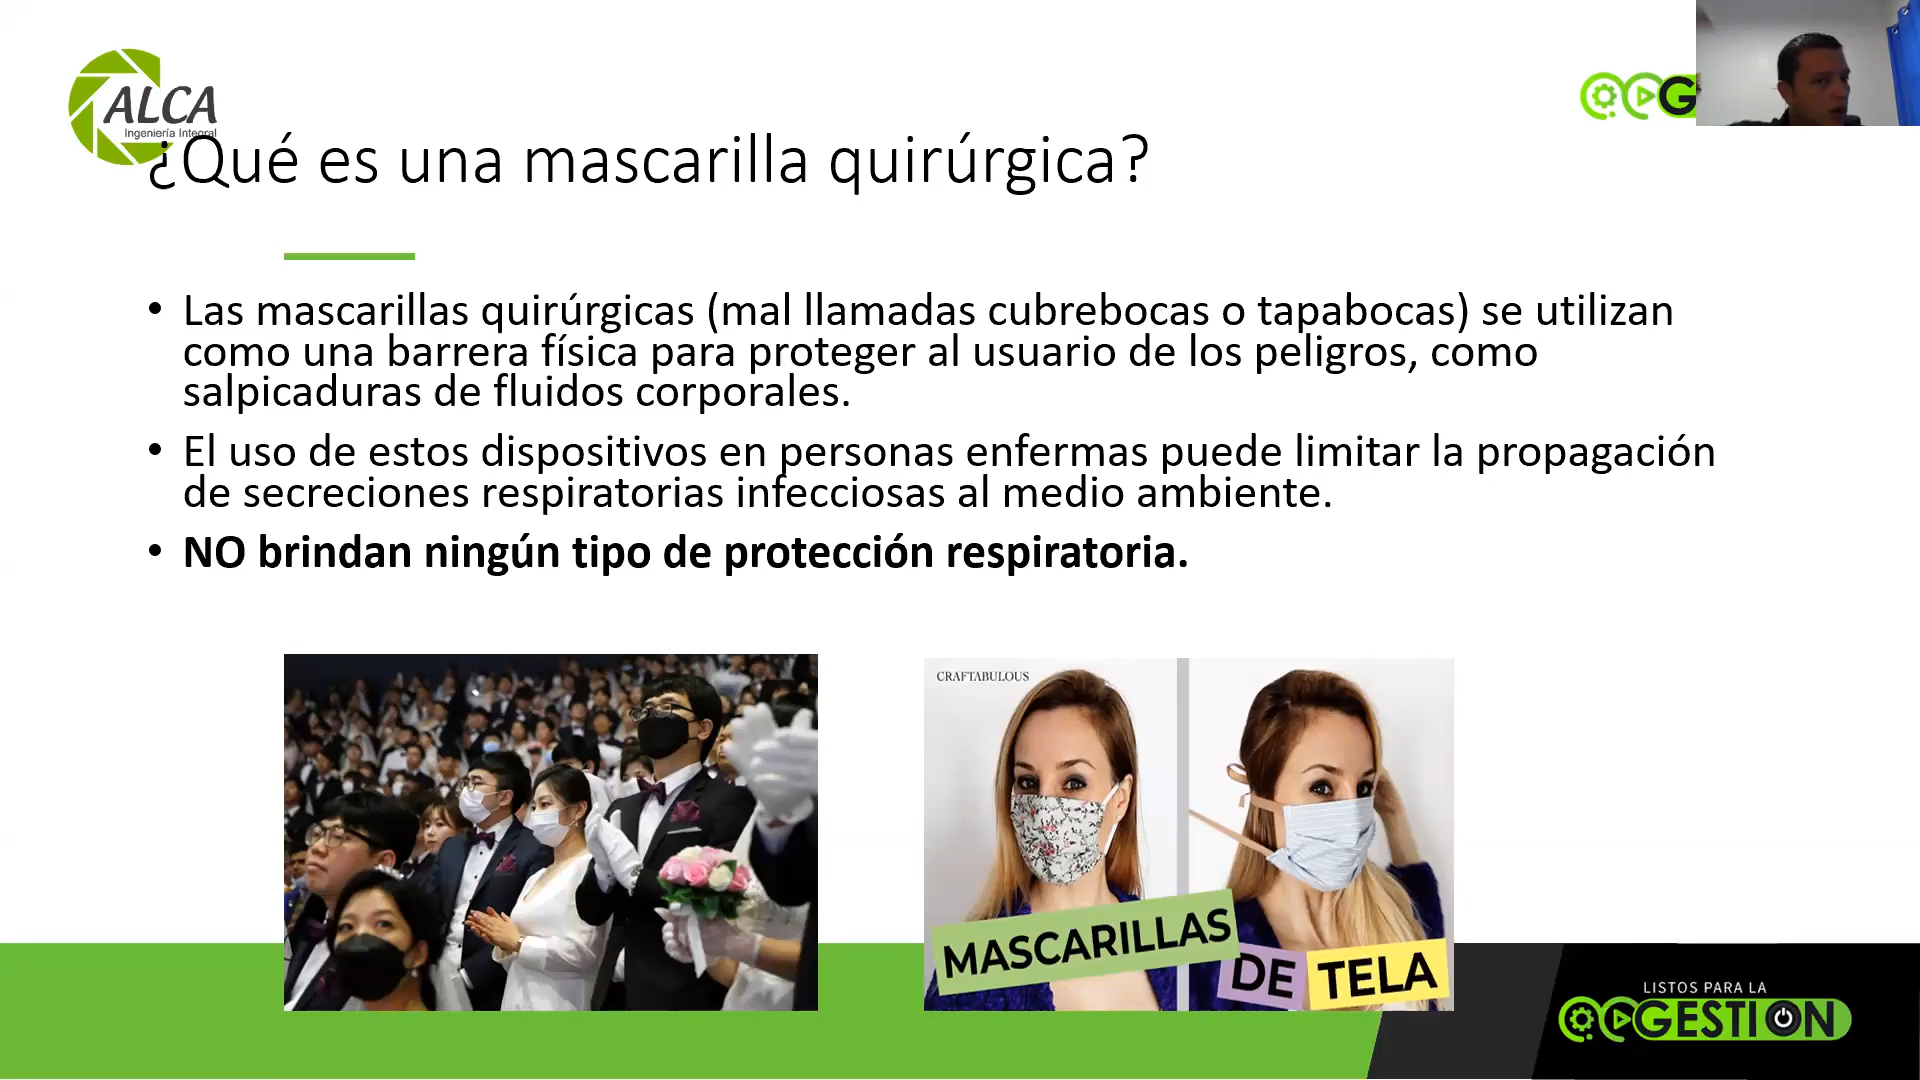 ALCA
Ingeniería Integral
G
¿Qué es una mascarilla quirúrgica?
• Las mascarillas quirúrgicas (mal llamadas cubrebocas o tapabocas) se utilizan
como una barrera física para proteger al usuario de los peligros, como
salpicaduras de fluidos corporales.
• El uso de estos dispositivos en personas enfermas puede limitar la propagación
de secreciones respiratorias infecciosas al medio ambiente.
• NO brindan ningún tipo de protección respiratoria.
CRAFTABULOUS
MASCARILLAS
DE TELA
LISTOS PARA LA
GESTION